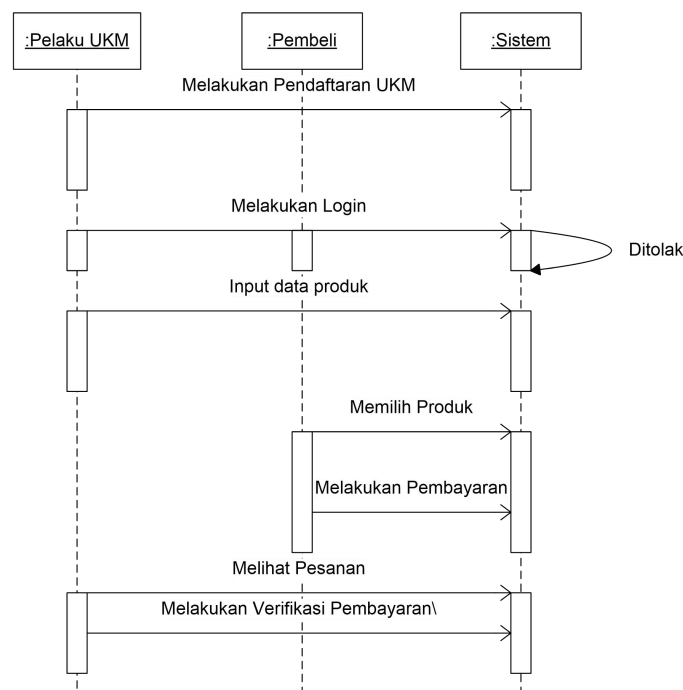 :Pelaku UKM
:Pembeli
:Sistem
Melakukan Pendaftaran UKM
Melakukan Login
Ditolak
Input data produk
Memilih Produk
Melakukan Pembayaran
Melihat Pesanan
Melakukan Verifikasi Pembayaran\